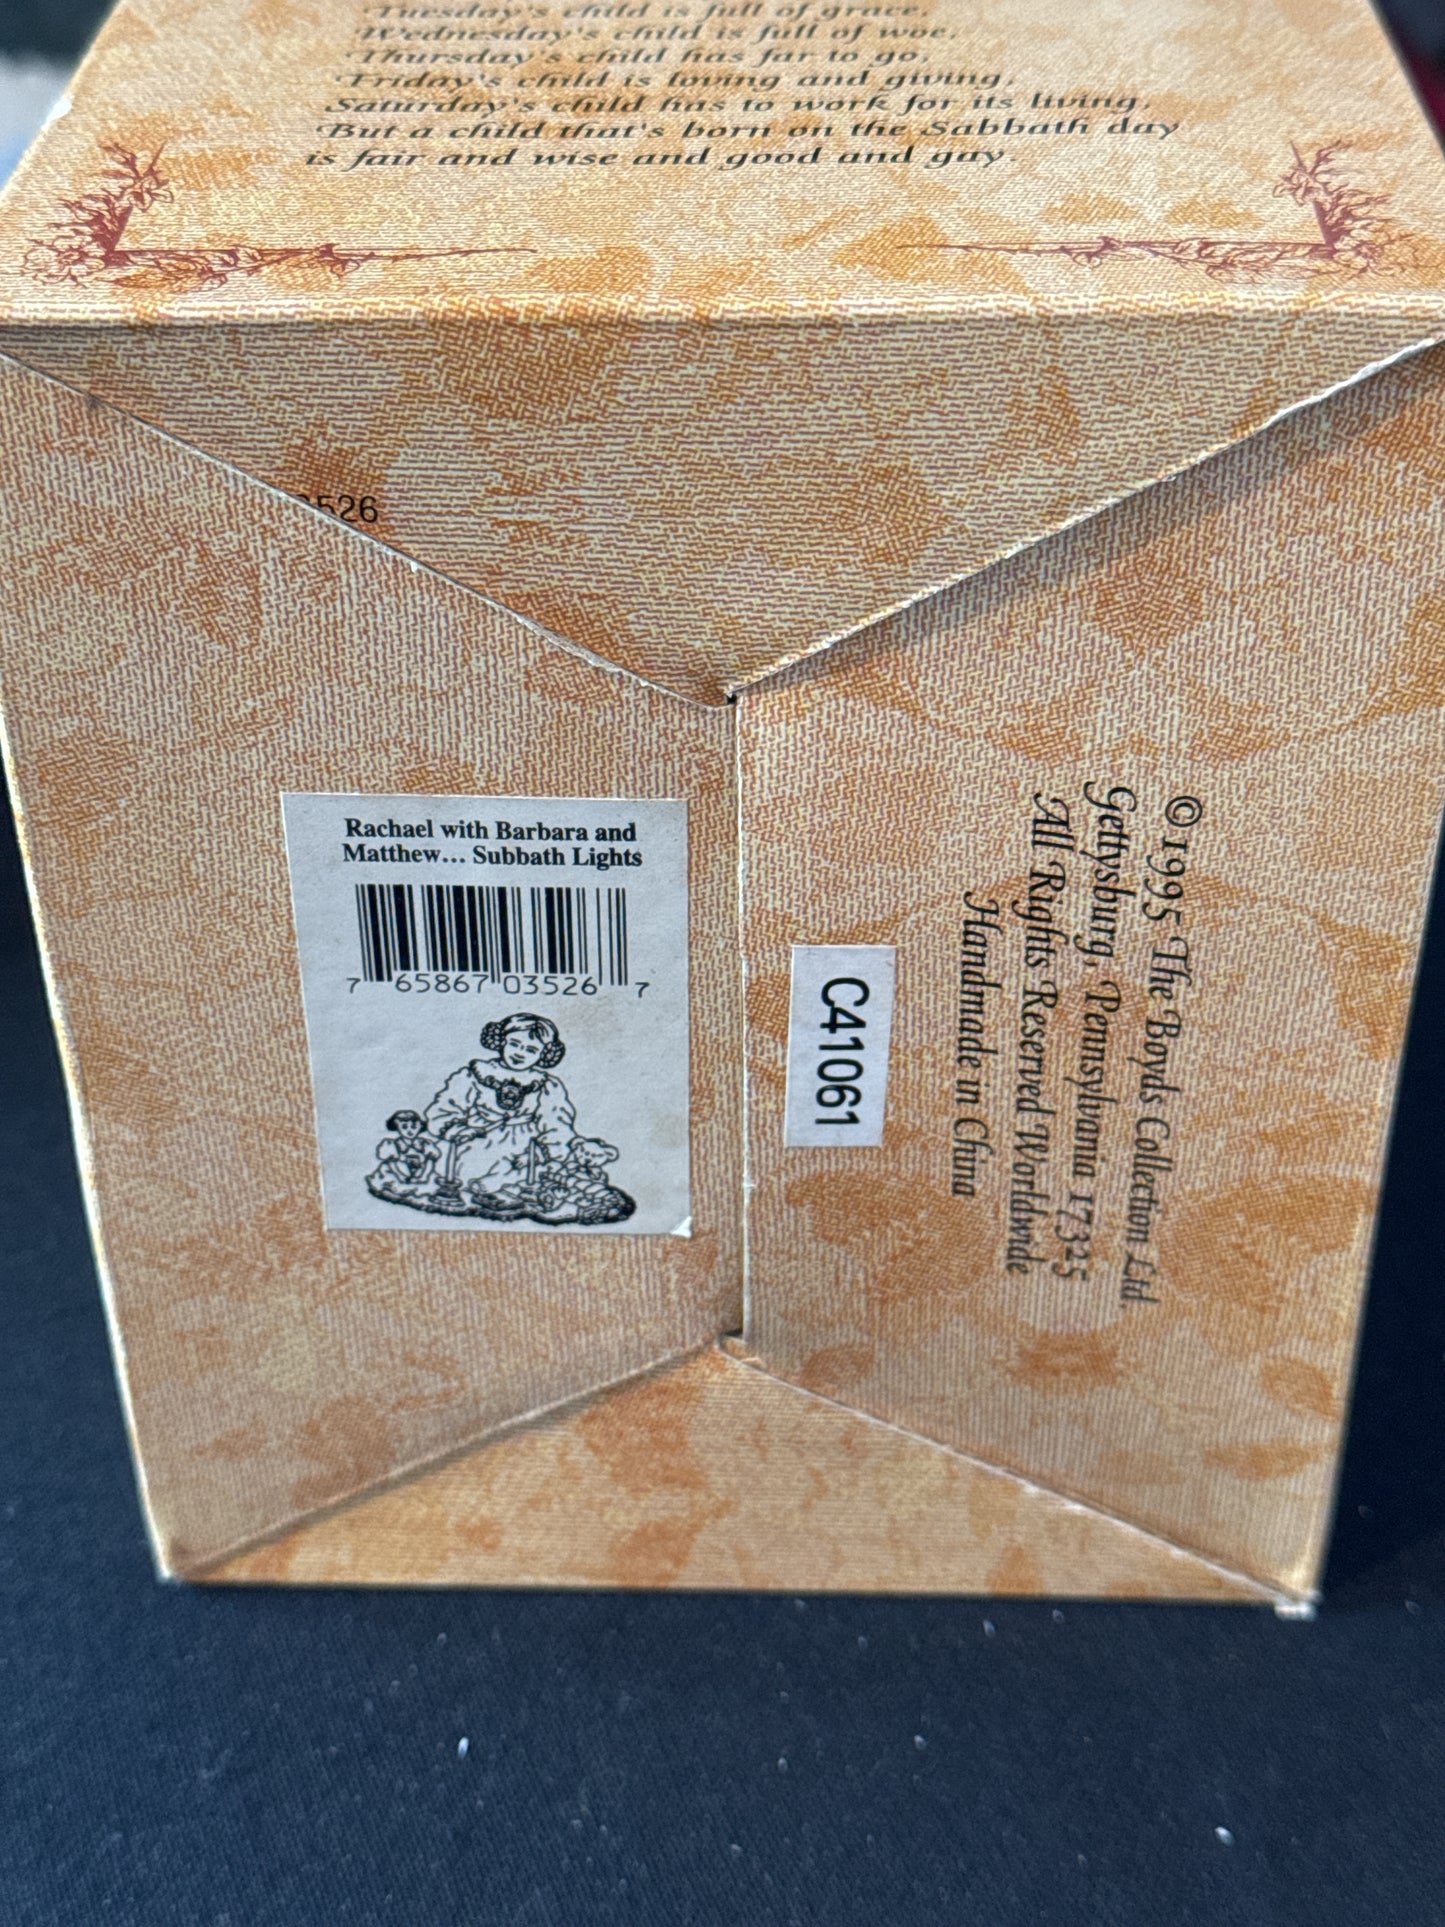 Tuesday's child is full of grace,
Wednesday's child is full of woe,
Thursday's child has far to go,
Friday's child is loving and giving,
Saturday's child has to work for its living,
But a child that's born on the Sabbath day
is fair and wise and good and gay.
3526
Rachael with Barbara and
Matthew... Subbath Lights
7 65867 03526 7
C41061
©1995 The Boyds Collection Ltd.
Gettysburg, Pennsylvania 17325
All Rights Reserved Worldwide
Handmade in China